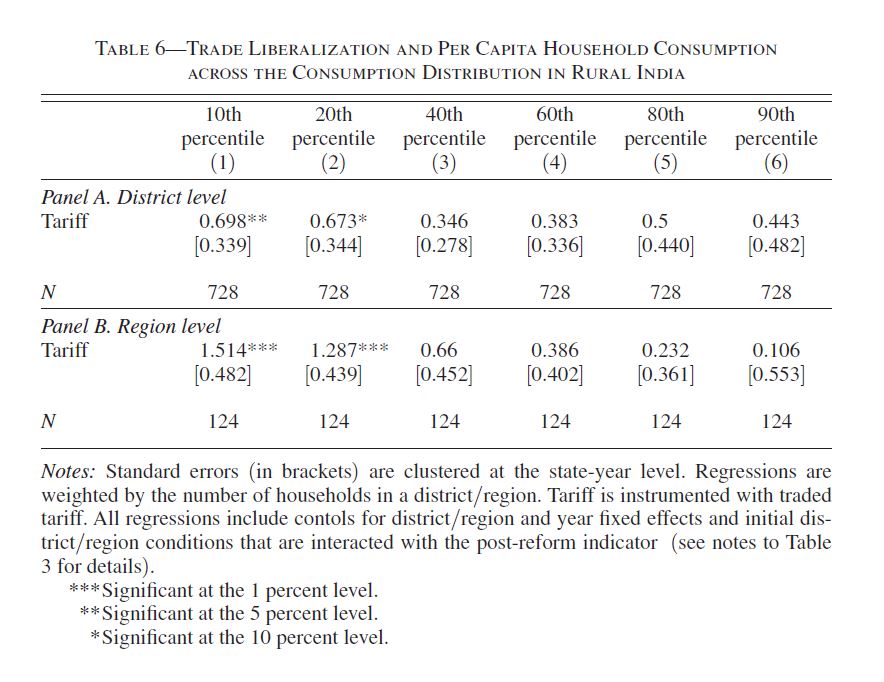 TABLE 6—TRADE LIBERALIZATION AND PER CAPITA HOUSEHOLD CONSUMPTION
ACROSS THE CONSUMPTION DISTRIBUTION IN RURAL INDIA
10th percentile (1) 20th percentile (2) 40th percentile (3) 60th percentile (4) 80th percentile (5) 90th percentile (6)
Panel A. District level
Tariff 0.698** 0.673* 0.346 0.383 0.5 0.443
[0.339] [0.344] [0.278] [0.336] [0.440] [0.482]
N 728 728 728 728 728 728
Panel B. Region level
Tariff 1.514*** 1.287*** 0.66 0.386 0.232 0.106
[0.482] [0.439] [0.452] [0.402] [0.361] [0.553]
N 124 124 124 124 124 124
Notes: Standard errors (in brackets) are clustered at the state-year level. Regressions are
weighted by the number of households in a district/region. Tariff is instrumented with traded
tariff. All regressions include contols for district/region and year fixed effects and initial dis-
trict/region conditions that are interacted with the post-reform indicator (see notes to Table
3 for details).
***Significant at the 1 percent level.
**Significant at the 5 percent level.
*Significant at the 10 percent level.